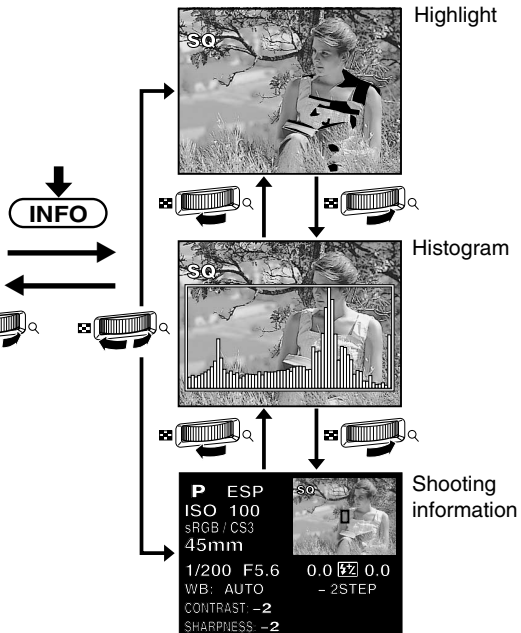 Highlight
SQ
INFO
Histogram
SQ
Shooting
information
P ESP
SQ
ISO 100
sRGB / CS3
45mm
1/200 F5.6 0.0 0.0
WB: AUTO – 2STEP
CONTRAST: –2
SHARPNESS: –2